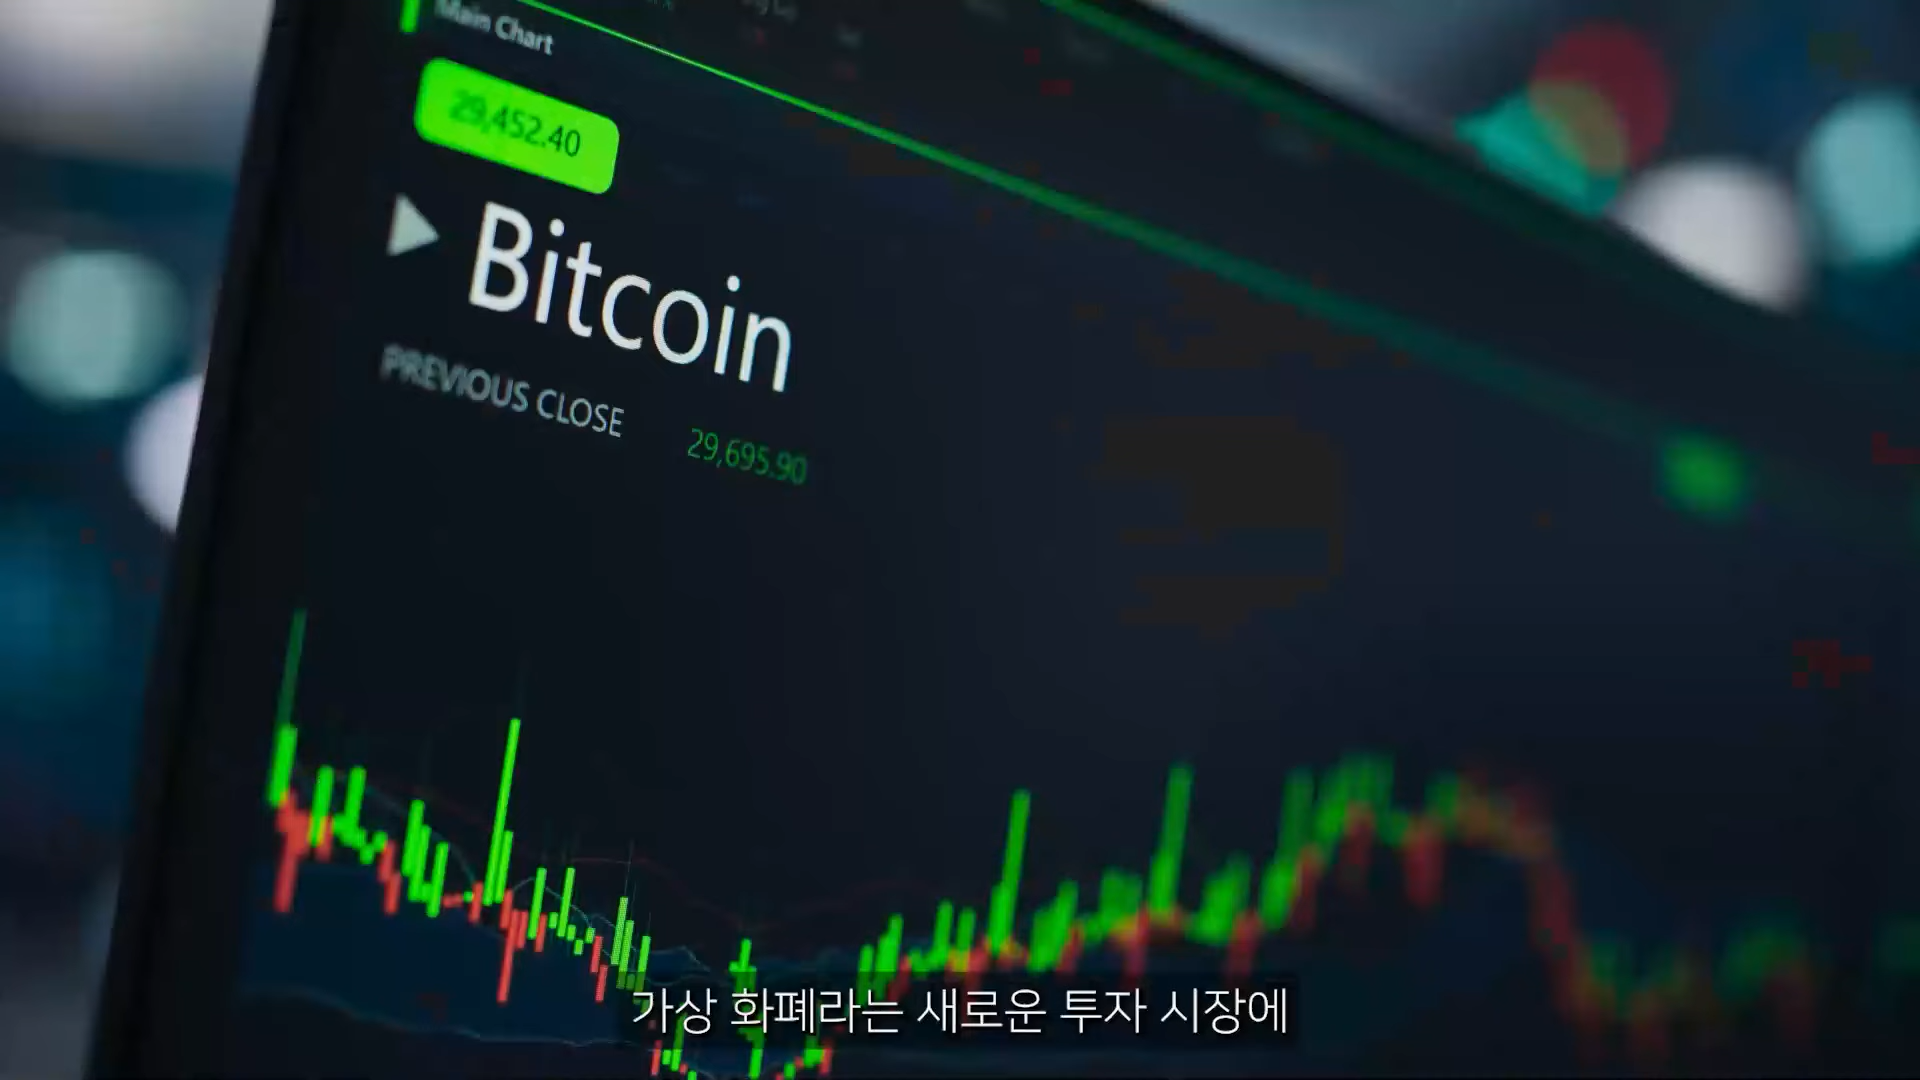 Main Chart
29,452.40
Bitcoin
PREVIOUS CLOSE
29,695.90
가상 화폐라는 새로운 투자 시장에